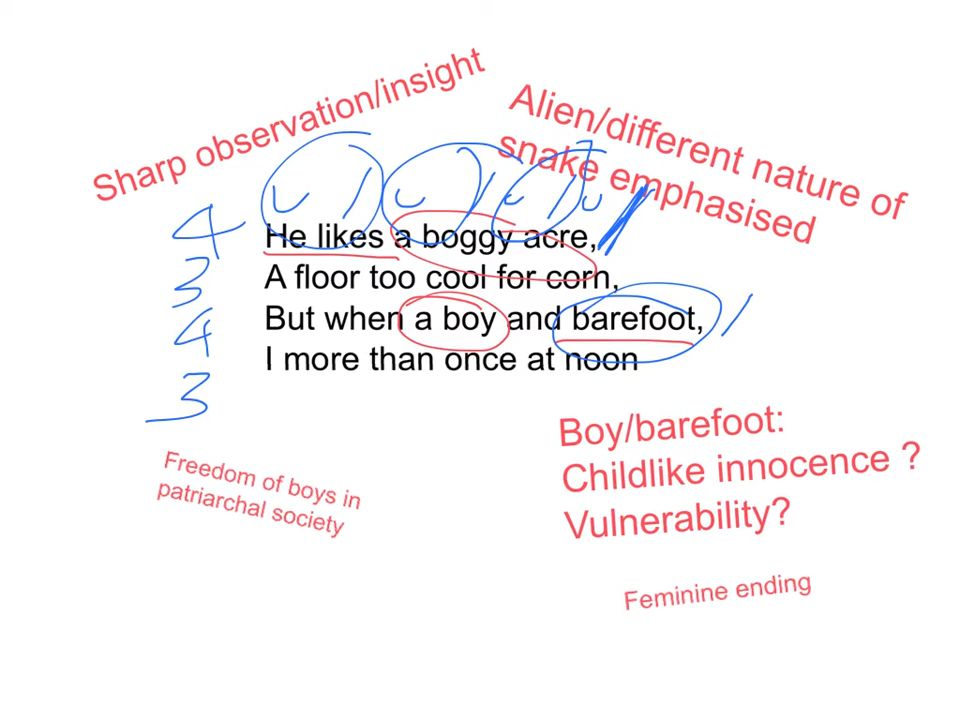 Sharp observation/insight
Alien/different nature of
snake emphasised
4
He likes a boggy acre,
3
A floor too cool for corn,
4
But when a boy and barefoot,
3
I more than once at noon
Boy/barefoot:
Childlike innocence ?
Vulnerability?
Freedom of boys in
patriarchal society
Feminine ending